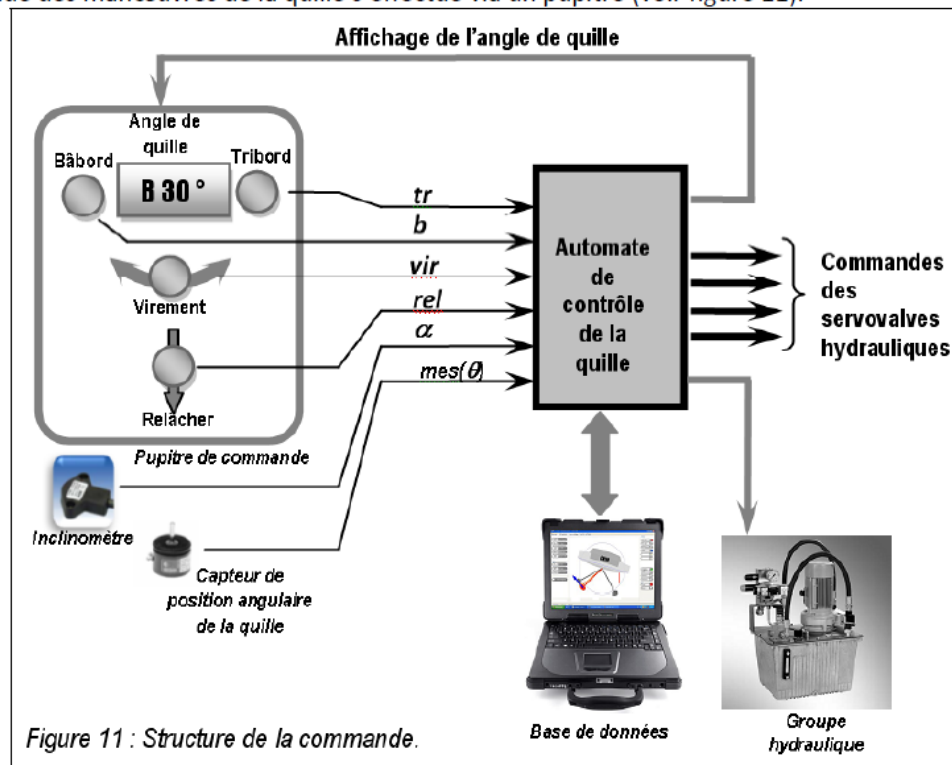 des manœuvres de la quille s'effectue via un pupitre (voir figure 11).
Affichage de l'angle de quille
Angle de
quille
Bâbord
Tribord
B 30 °
tr
b
vir
Virement
rel
α
mes(θ)
Relâcher
Pupitre de commande
Inclinomètre
Capteur de
position angulaire
de la quille
Automate
de
contrôle
de la
quille
Commandes
des
servovalves
hydrauliques
Base de données
Groupe
hydraulique
Figure 11 : Structure de la commande.